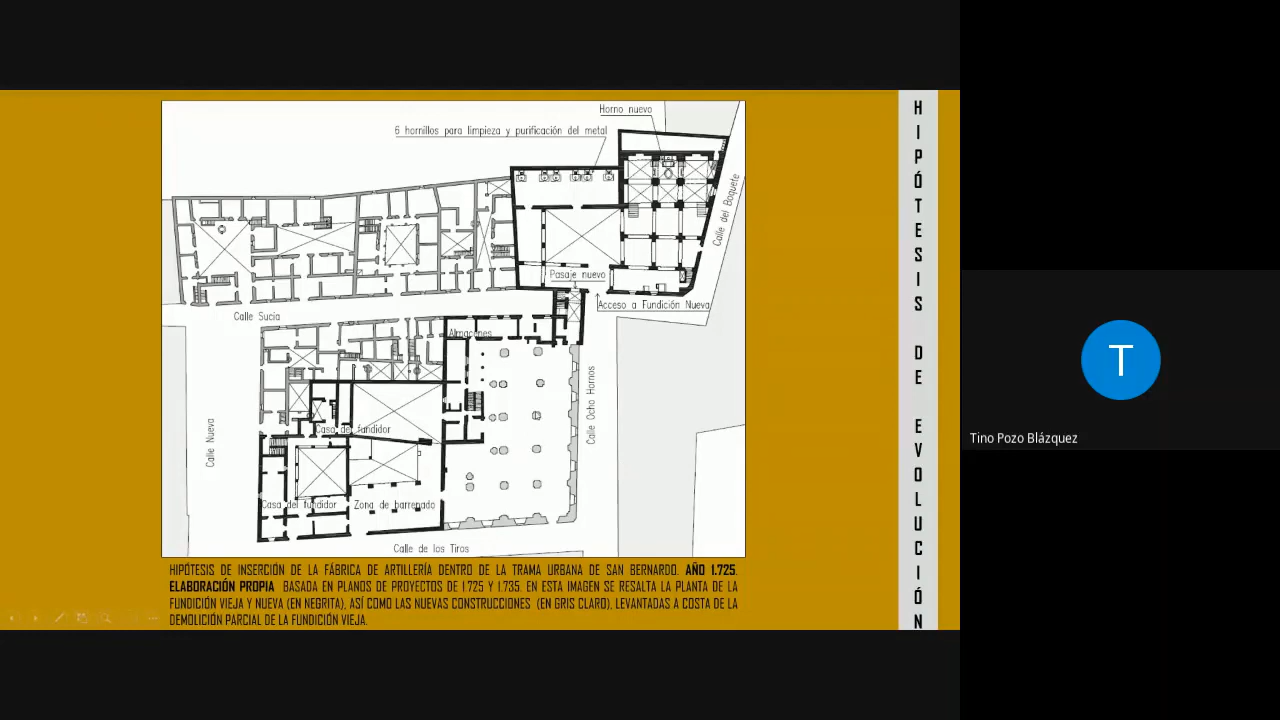 Horno nuevo
6 hornillos para limpieza y purificación del metal
Calle del Boquete
Pasaje nuevo
Acceso a Fundición Nueva
Calle Sucia
Almacenes
Calle Ocho Hornos
Calle Nueva
Casa del fundidor
Casa del fundidor
Zona de barrenado
Calle de los Tiros
HIPÓTESIS DE INSERCIÓN DE LA FÁBRICA DE ARTILLERÍA DENTRO DE LA TRAMA URBANA DE SAN BERNARDO. AÑO 1.725.
ELABORACIÓN PROPIA BASADA EN PLANOS DE PROYECTOS DE 1.725 Y 1.735. EN ESTA IMAGEN SE RESALTA LA PLANTA DE LA
FUNDICIÓN VIEJA Y NUEVA (EN NEGRITA), ASÍ COMO LAS NUEVAS CONSTRUCCIONES (EN GRIS CLARO), LEVANTADAS A COSTA DE LA
DEMOLICIÓN PARCIAL DE LA FUNDICIÓN VIEJA.
HIPÓTESIS DE EVOLUCIÓN
T
Tino Pozo Blázquez